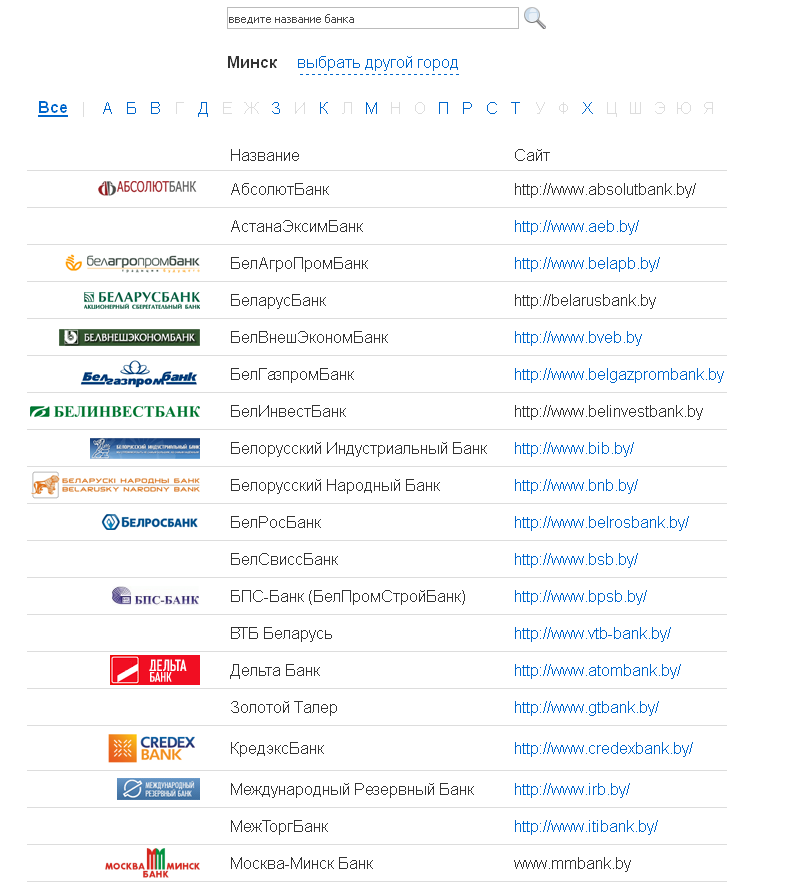 введите название банка
Минск выбрать другой город
Все | А Б В Г Д Е Ж З И К Л М Н О П Р С Т У Ф Х Ц Ш Э Ю Я
Название Сайт
АБСОЛЮТБАНК АбсолютБанк http://www.absolutbank.by/
АстанаЭксимБанк http://www.aeb.by/
белагропромбанк БелАгроПромБанк http://www.belapb.by/
традиции будущего
БЕЛАРУСБАНК БеларусБанк http://belarusbank.by
АКЦИОНЕРНЫЙ СБЕРЕГАТЕЛЬНЫЙ БАНК
БЕЛВНЕШЭКОНОМБАНК БелВнешЭкономБанк http://www.bveb.by
Белгазпромбанк БелГазпромБанк http://www.belgazprombank.by
БЕЛИНВЕСТБАНК БелИнвестБанк http://www.belinvestbank.by
БЕЛОРУССКИЙ ИНДУСТРИАЛЬНЫЙ БАНК Белорусский Индустриальный Банк http://www.bib.by/
БЕЛАРУСКІ НАРОДНЫ БАНК Белорусский Народный Банк http://www.bnb.by/
BELARUSKY NARODNY BANK
БЕЛРОСБАНК БелРосБанк http://www.belrosbank.by/
БелСвиссБанк http://www.bsb.by/
БПС-БАНК БПС-Банк (БелПромСтройБанк) http://www.bpsb.by/
ВТБ Беларусь http://www.vtb-bank.by/
ДЕЛЬТА БАНК Дельта Банк http://www.atombank.by/
Золотой Талер http://www.gtbank.by/
CREDEX BANK КредэксБанк http://www.credexbank.by/
МЕЖДУНАРОДНЫЙ РЕЗЕРВНЫЙ БАНК Международный Резервный Банк http://www.irb.by/
МежТоргБанк http://www.itibank.by/
МОСКВА МИНСК БАНК Москва-Минск Банк www.mmbank.by